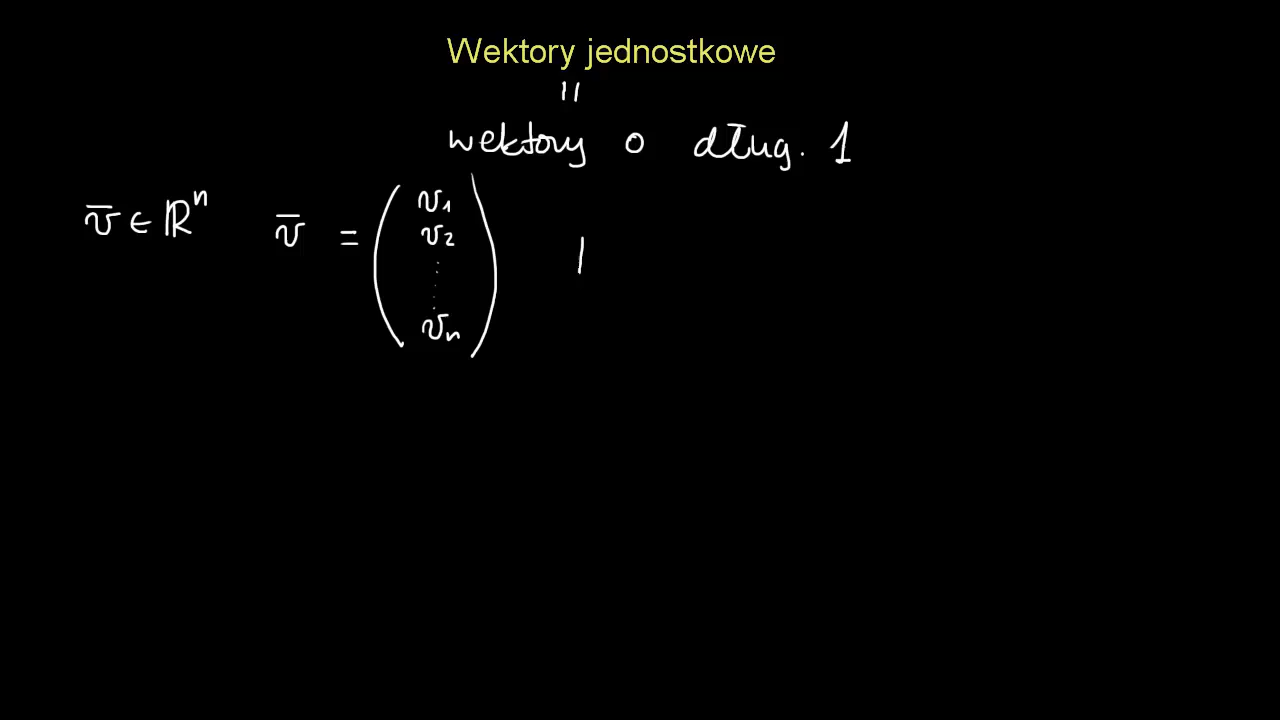 Wektory jednostkowe
||
wektory o dług. 1
v̅ ∈ ℝⁿ v̅ = (v₁ v₂ ⋮ vₙ) |